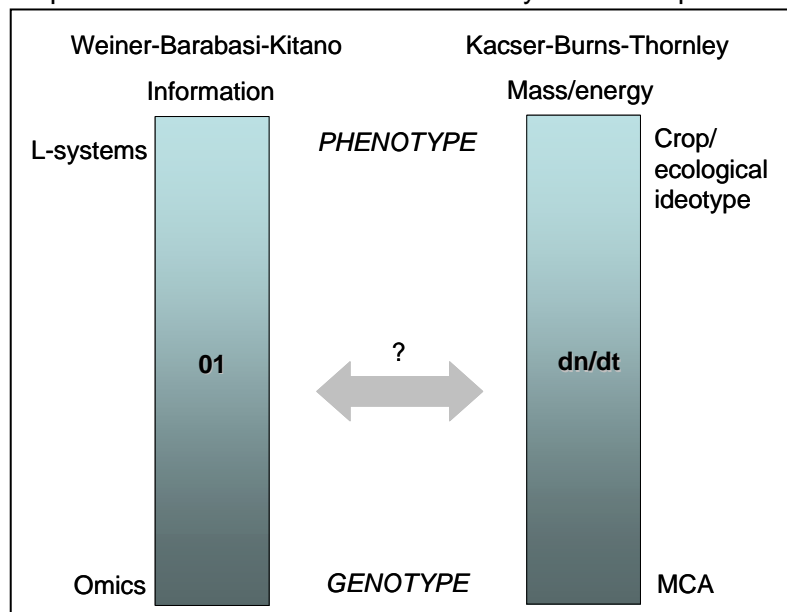 Weiner-Barabasi-Kitano Kacser-Burns-Thornley
Information Mass/energy
L-systems PHENOTYPE Crop/
ecological
ideotype
01 ? dn/dt
Omics GENOTYPE MCA